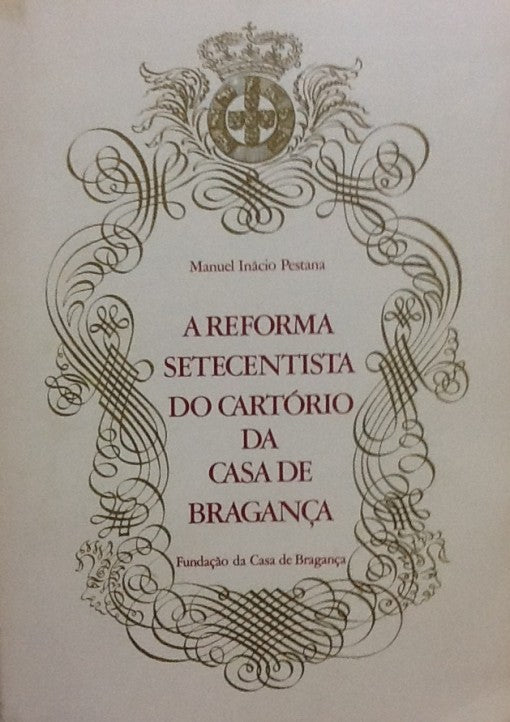 Manuel Inácio Pestana
A REFORMA
SETECENTISTA
DO CARTÓRIO
DA
CASA DE
BRAGANÇA
Fundação da Casa de Bragança